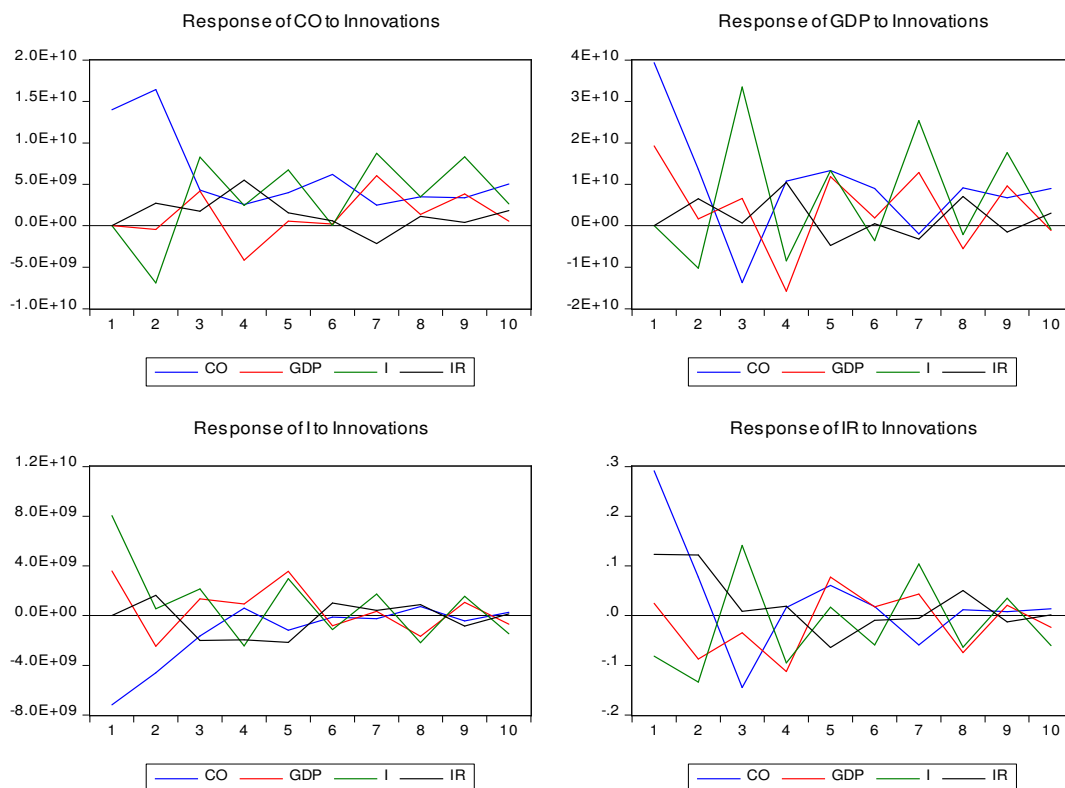 Response of CO to Innovations
2.0E+10
1.5E+10
1.0E+10
5.0E+09
0.0E+00
-5.0E+09
-1.0E+10
1 2 3 4 5 6 7 8 9 10
CO GDP I IR
Response of GDP to Innovations
4E+10
3E+10
2E+10
1E+10
0E+00
-1E+10
-2E+10
1 2 3 4 5 6 7 8 9 10
CO GDP I IR
Response of I to Innovations
1.2E+10
8.0E+09
4.0E+09
0.0E+00
-4.0E+09
-8.0E+09
1 2 3 4 5 6 7 8 9 10
CO GDP I IR
Response of IR to Innovations
.3
.2
.1
.0
-.1
-.2
1 2 3 4 5 6 7 8 9 10
CO GDP I IR